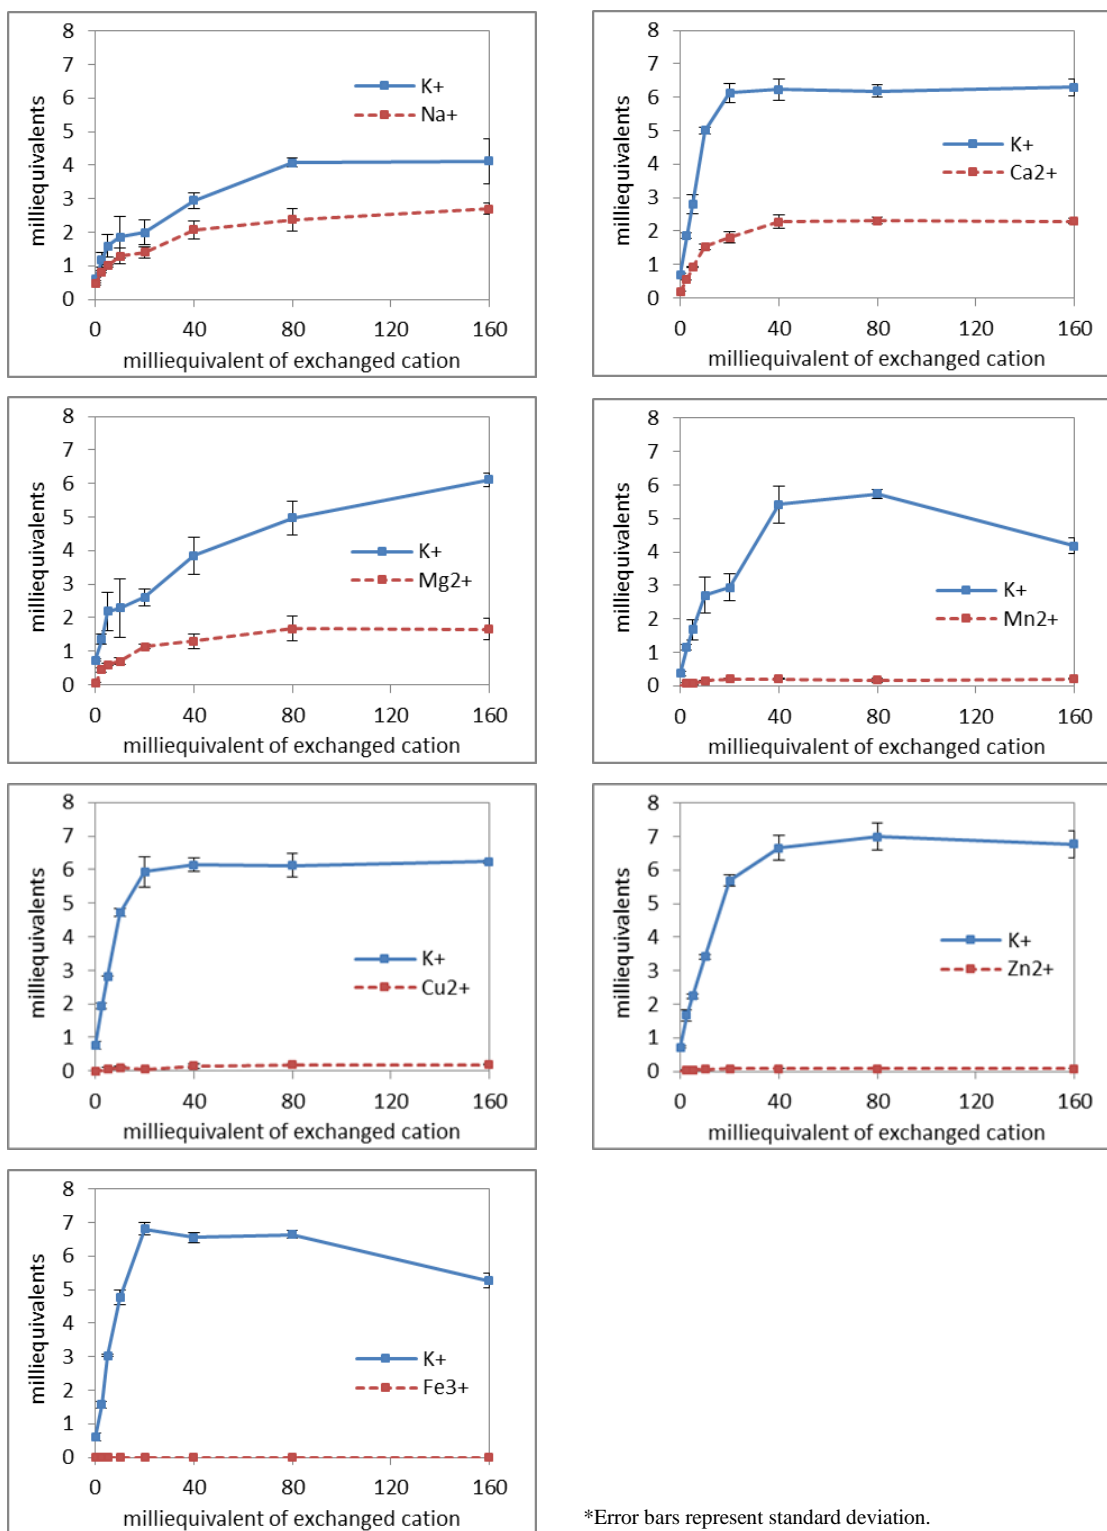 8
7
6
5
4
3
2
1
0
milliequivalents
K+
Na+
0 40 80 120 160
milliequivalent of exchanged cation
8
7
6
5
4
3
2
1
0
milliequivalents
K+
Ca2+
0 40 80 120 160
milliequivalent of exchanged cation
8
7
6
5
4
3
2
1
0
milliequivalents
K+
Mg2+
0 40 80 120 160
milliequivalent of exchanged cation
8
7
6
5
4
3
2
1
0
milliequivalents
K+
Mn2+
0 40 80 120 160
milliequivalent of exchanged cation
8
7
6
5
4
3
2
1
0
milliequivalents
K+
Cu2+
0 40 80 120 160
milliequivalent of exchanged cation
8
7
6
5
4
3
2
1
0
milliequivalents
K+
Zn2+
0 40 80 120 160
milliequivalent of exchanged cation
8
7
6
5
4
3
2
1
0
milliequivalents
K+
Fe3+
0 40 80 120 160
milliequivalent of exchanged cation
*Error bars represent standard deviation.